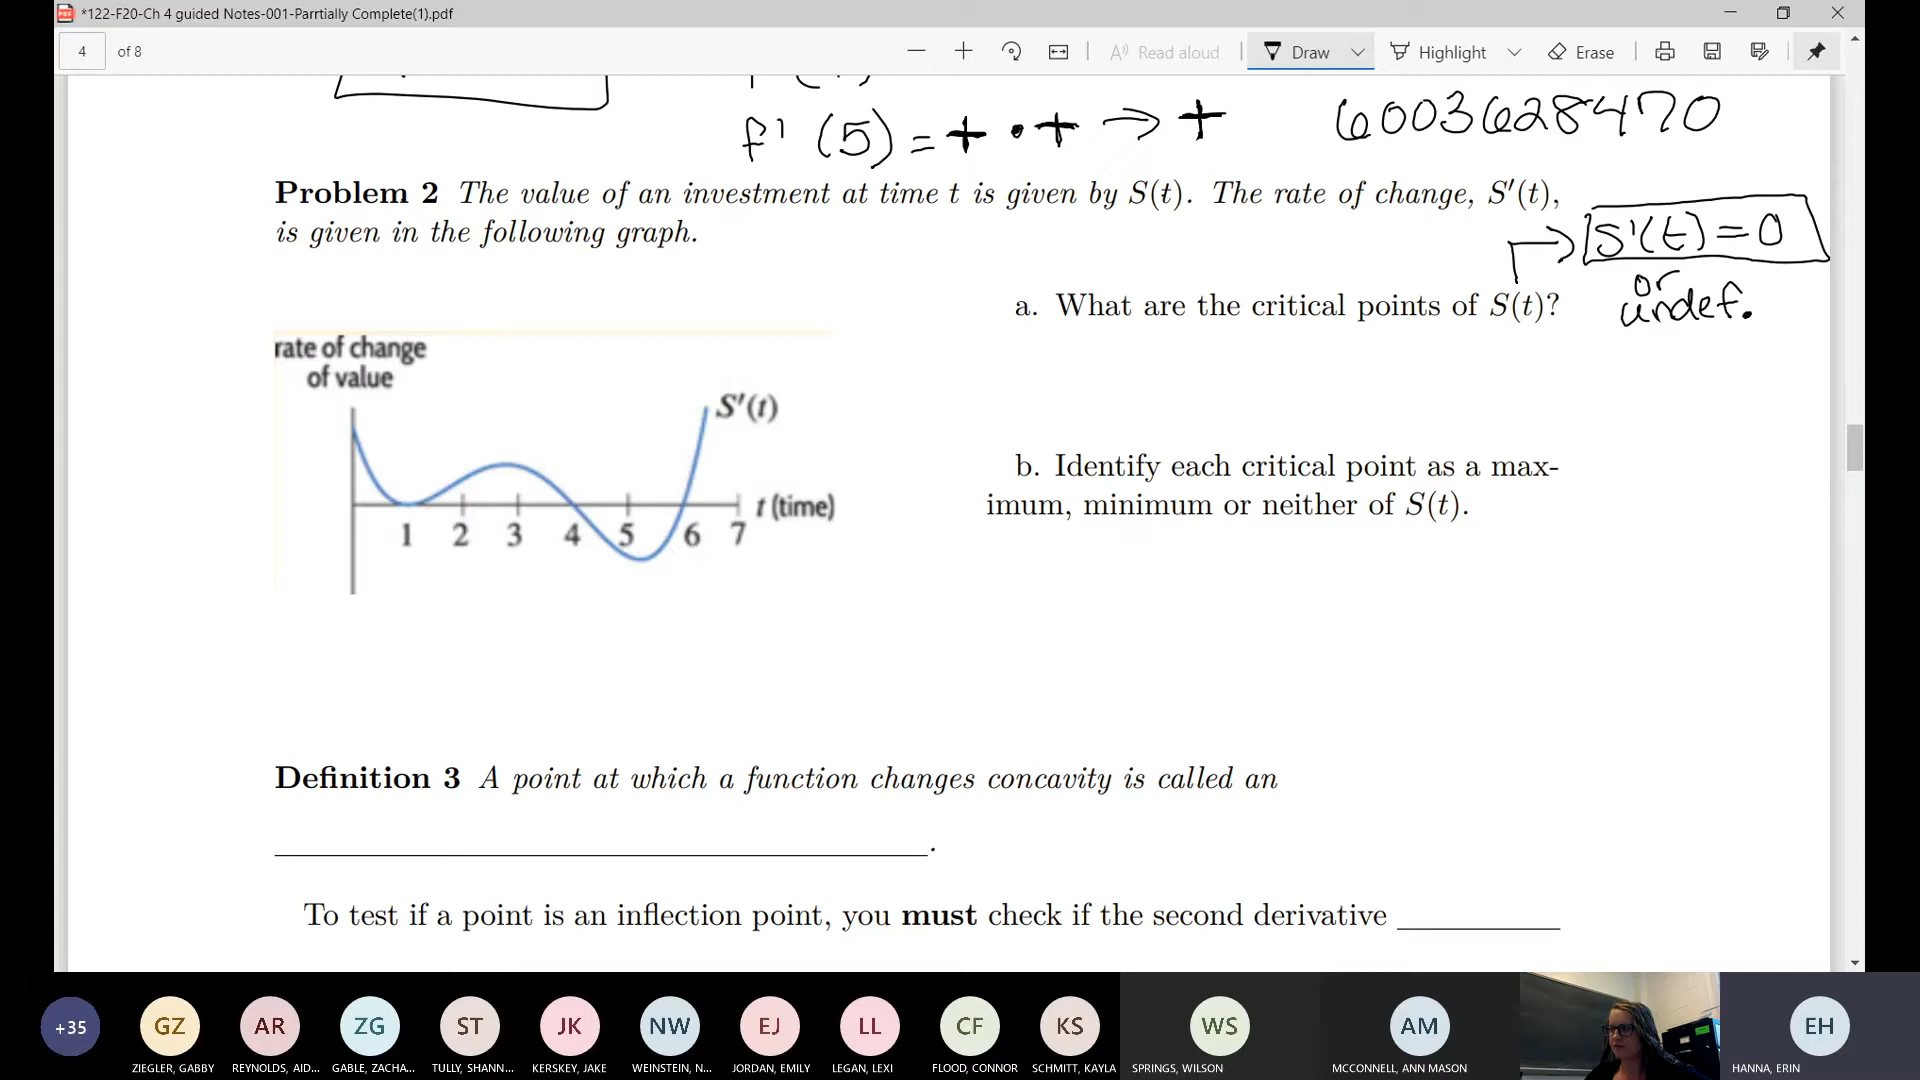 *122-F20-Ch 4 guided Notes-001-Parrtially Complete(1).pdf
4 of 8 Read aloud Draw Highlight Erase
f' (5) = + • + → + 6003628470
Problem 2 The value of an investment at time t is given by S(t). The rate of change, S′(t),
is given in the following graph.
S'(t) = 0
or
undef.
a. What are the critical points of S(t)?
rate of change
of value
S′(t)
t (time)
1 2 3 4 5 6 7
b. Identify each critical point as a max-
imum, minimum or neither of S(t).
Definition 3 A point at which a function changes concavity is called an
.
To test if a point is an inflection point, you must check if the second derivative
+35 GZ AR ZG ST JK NW EJ LL CF KS WS AM EH
ZIEGLER, GABBY REYNOLDS, AID... GABLE, ZACHA... TULLY, SHANN... KERSKEY, JAKE WEINSTEIN, N... JORDAN, EMILY LEGAN, LEXI FLOOD, CONNOR SCHMITT, KAYLA SPRINGS, WILSON MCCONNELL, ANN MASON HANNA, ERIN